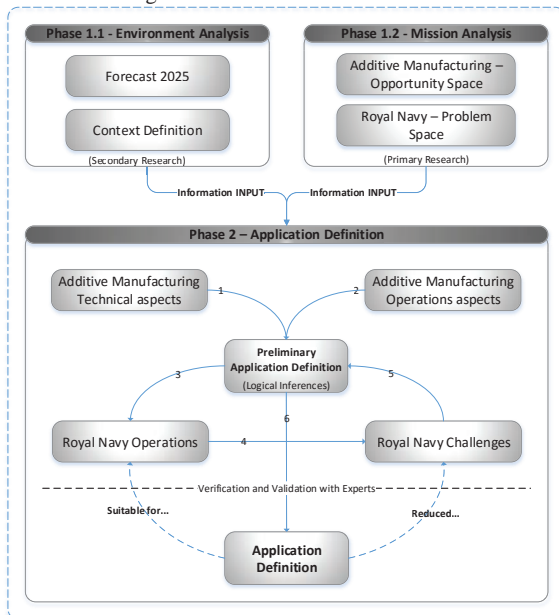 Phase 1.1 - Environment Analysis
Forecast 2025
Context Definition
(Secondary Research)
Phase 1.2 - Mission Analysis
Additive Manufacturing –
Opportunity Space
Royal Navy – Problem
Space
(Primary Research)
Information INPUT
Information INPUT
Phase 2 – Application Definition
Additive Manufacturing
Technical aspects
1
2
Additive Manufacturing
Operations aspects
Preliminary
Application Definition
(Logical Inferences)
3
5
6
Royal Navy Operations
4
Royal Navy Challenges
Verification and Validation with Experts
Suitable for...
Reduced...
Application
Definition